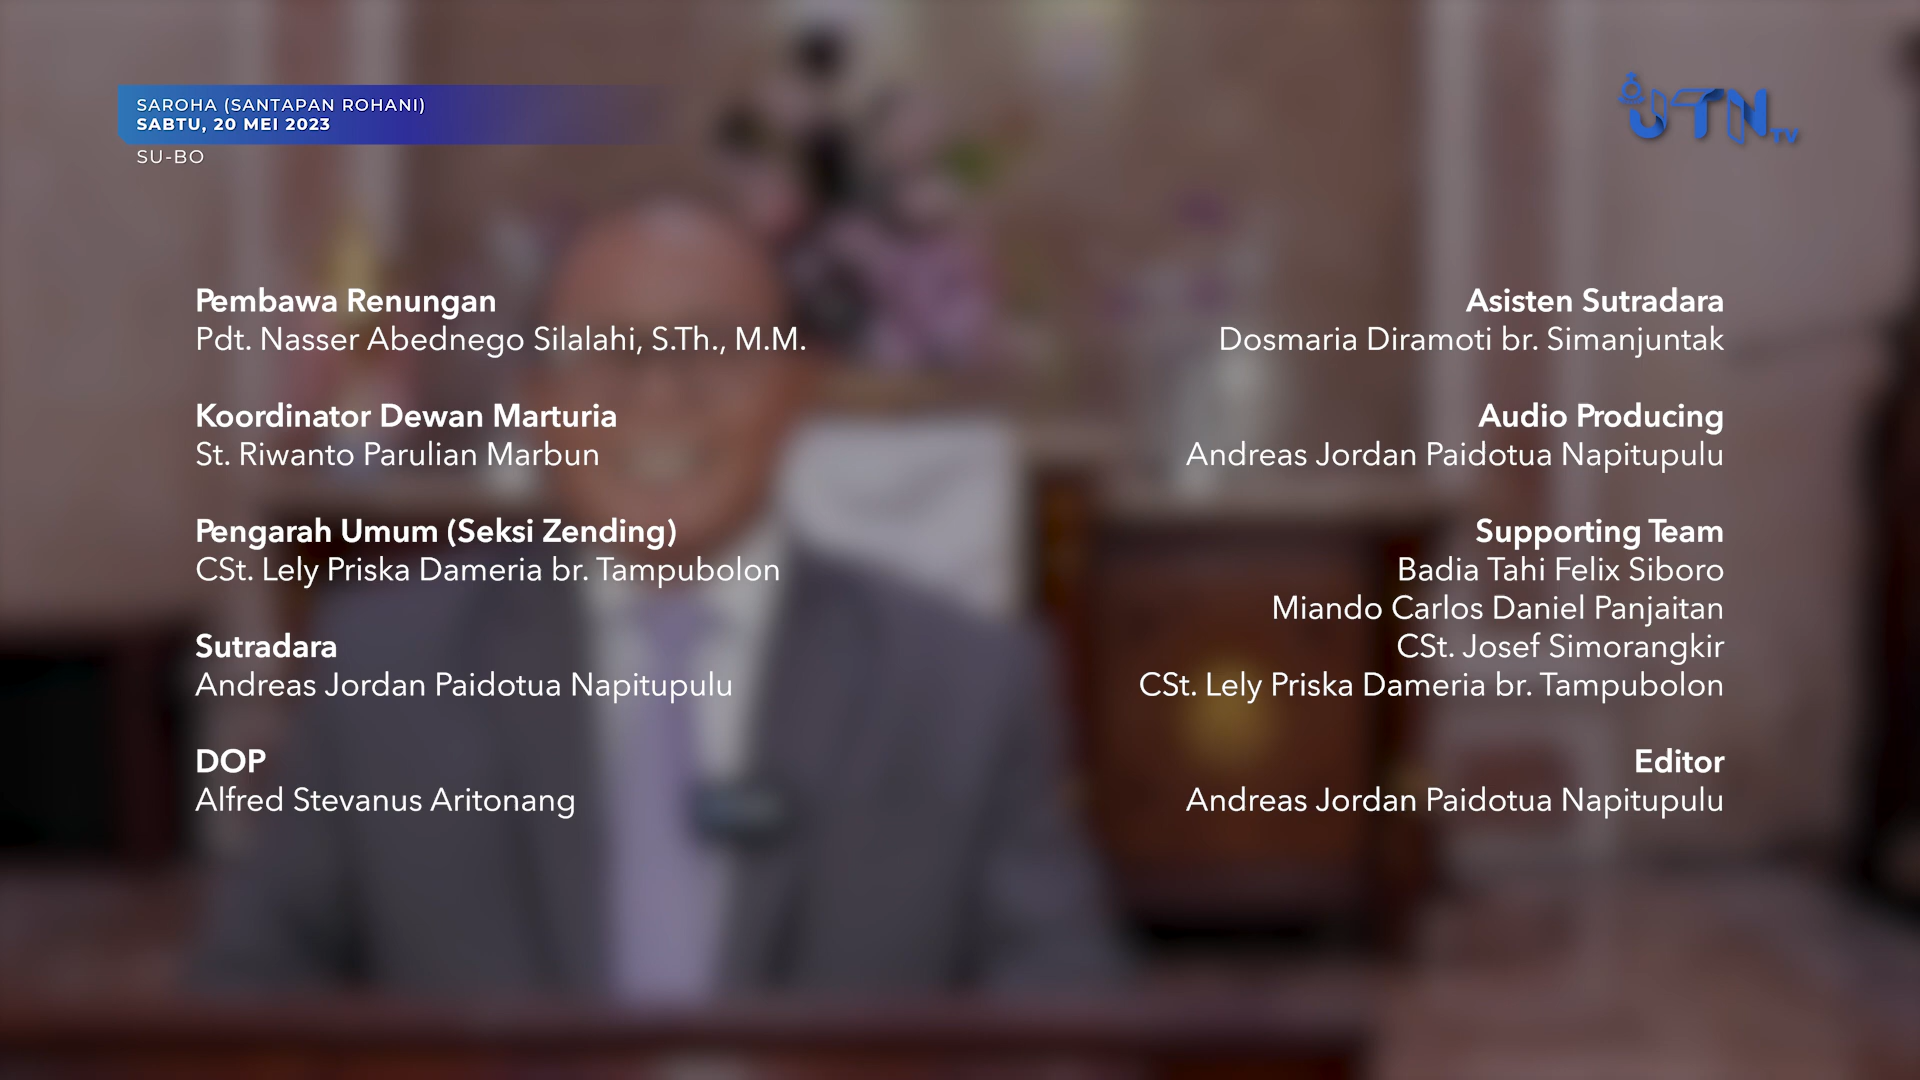 SAROHA (SANTAPAN ROHANI)
SABTU, 20 MEI 2023
SU-BO
UTN TV
Pembawa Renungan
Pdt. Nasser Abednego Silalahi, S.Th., M.M.
Koordinator Dewan Marturia
St. Riwanto Parulian Marbun
Pengarah Umum (Seksi Zending)
CSt. Lely Priska Dameria br. Tampubolon
Sutradara
Andreas Jordan Paidotua Napitupulu
DOP
Alfred Stevanus Aritonang
Asisten Sutradara
Dosmaria Diramoti br. Simanjuntak
Audio Producing
Andreas Jordan Paidotua Napitupulu
Supporting Team
Badia Tahi Felix Siboro
Miando Carlos Daniel Panjaitan
CSt. Josef Simorangkir
CSt. Lely Priska Dameria br. Tampubolon
Editor
Andreas Jordan Paidotua Napitupulu